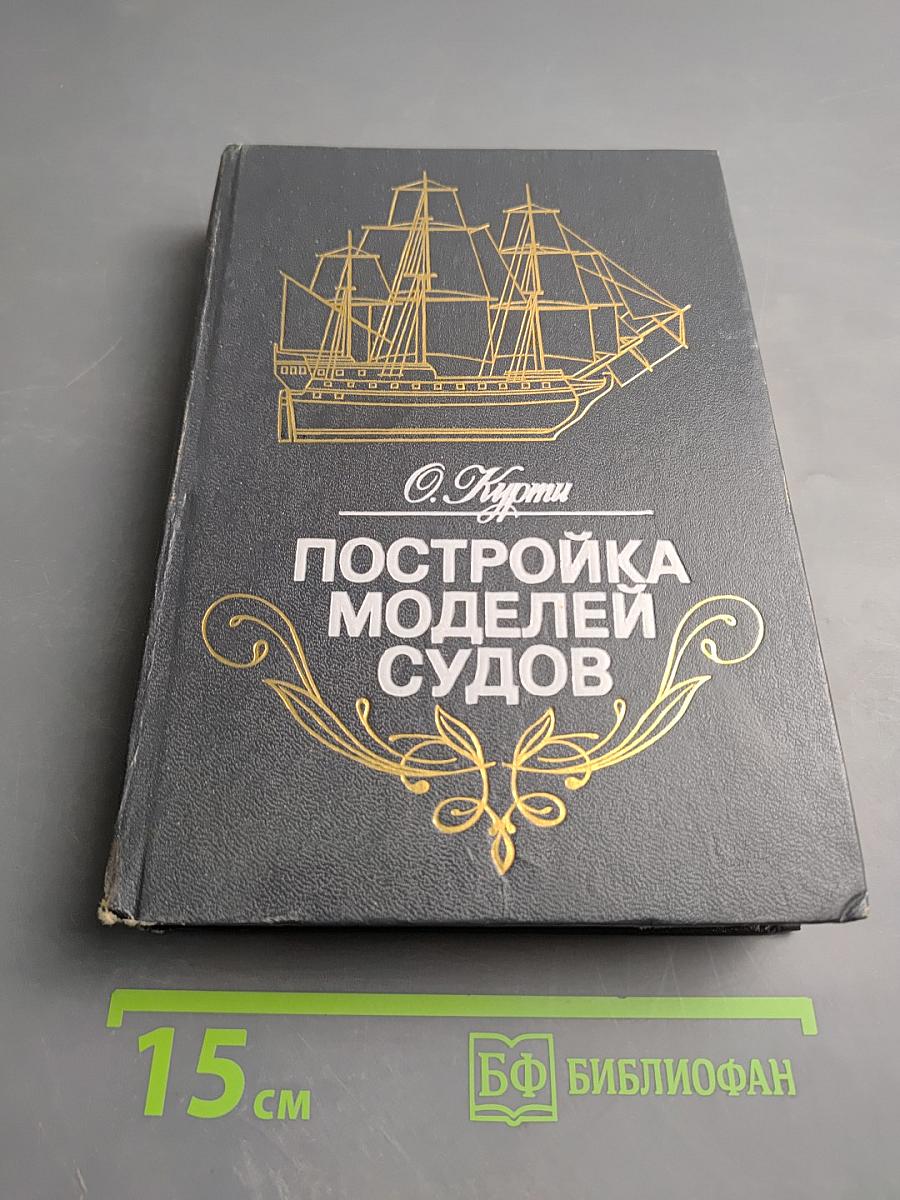 О. Курти
ПОСТРОЙКА
МОДЕЛЕЙ
СУДОВ
15 см
БФ БИБЛИОФАН